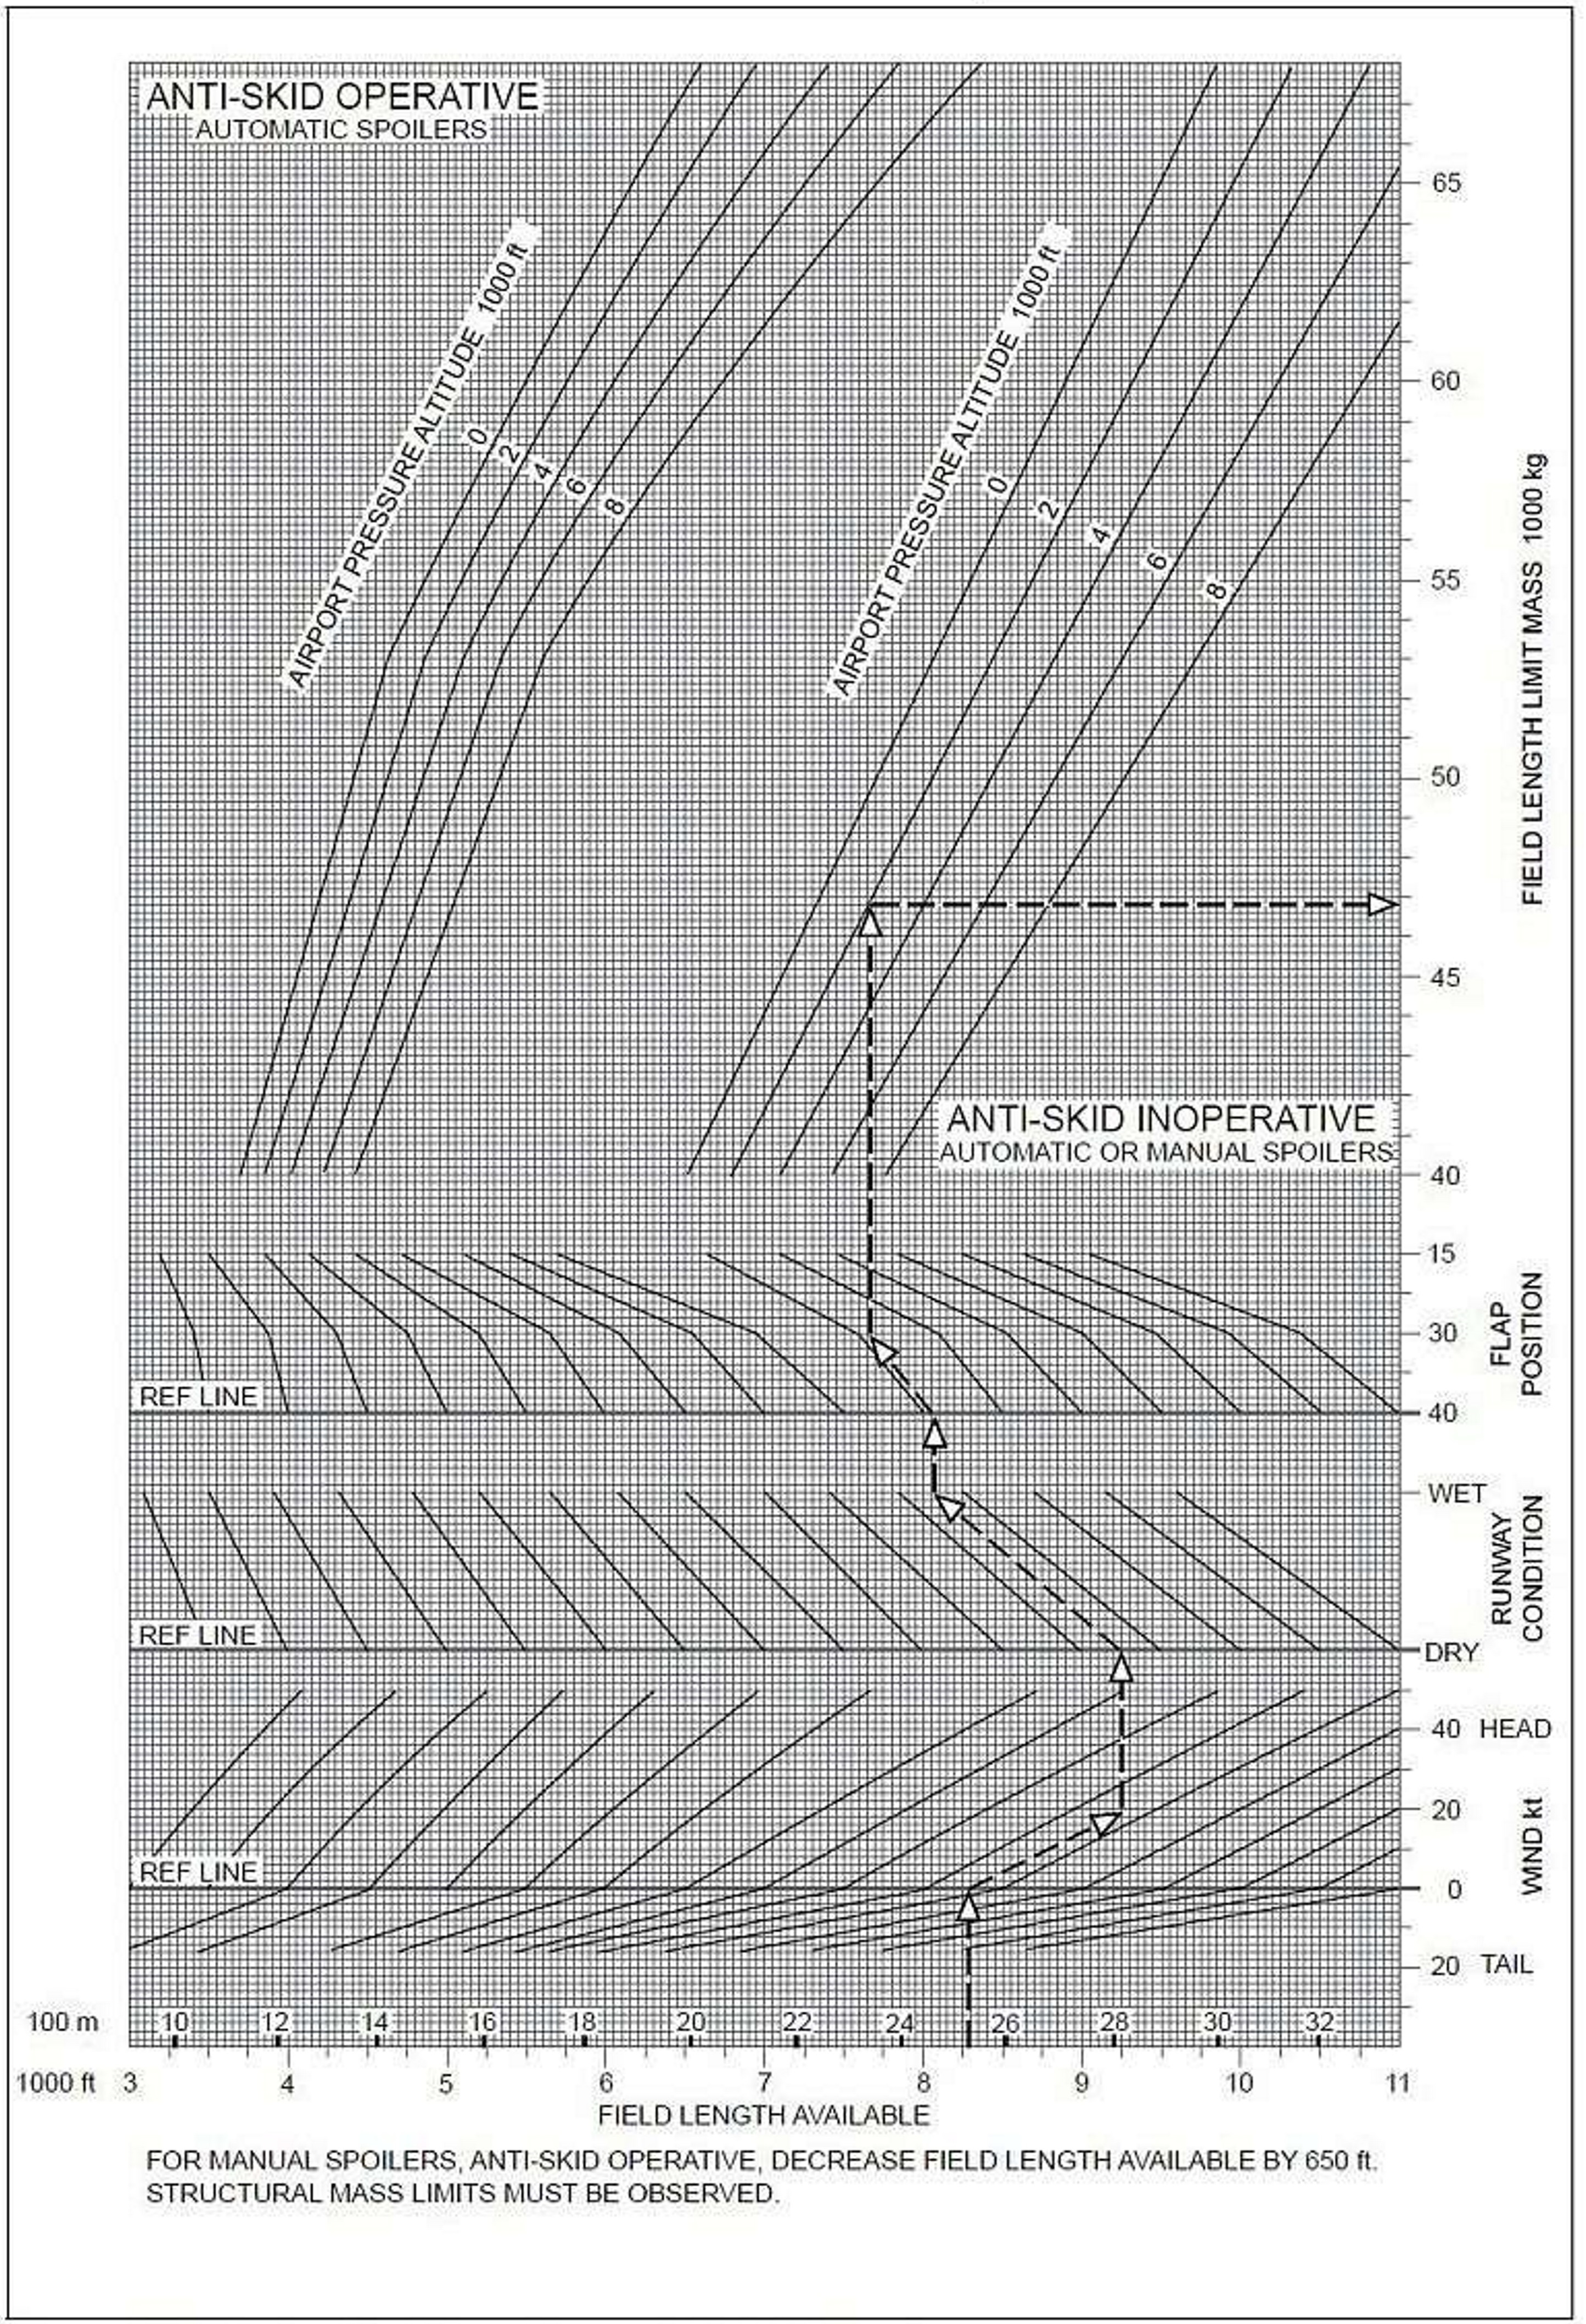 ANTI-SKID OPERATIVE
AUTOMATIC SPOILERS
AIRPORT PRESSURE ALTITUDE 1000 ft
0
2
4
6
8
AIRPORT PRESSURE ALTITUDE 1000 ft
0
2
4
6
8
ANTI-SKID INOPERATIVE
AUTOMATIC OR MANUAL SPOILERS
65
60
55
50
45
40
FIELD LENGTH LIMIT MASS 1000 kg
15
30
40
FLAP
POSITION
REF LINE
WET
DRY
RUNWAY
CONDITION
REF LINE
40 HEAD
20
0
20 TAIL
WIND kt
REF LINE
100 m 10 12 14 16 18 20 22 24 26 28 30 32
1000 ft 3 4 5 6 7 8 9 10 11
FIELD LENGTH AVAILABLE
FOR MANUAL SPOILERS, ANTI-SKID OPERATIVE, DECREASE FIELD LENGTH AVAILABLE BY 650 ft.
STRUCTURAL MASS LIMITS MUST BE OBSERVED.